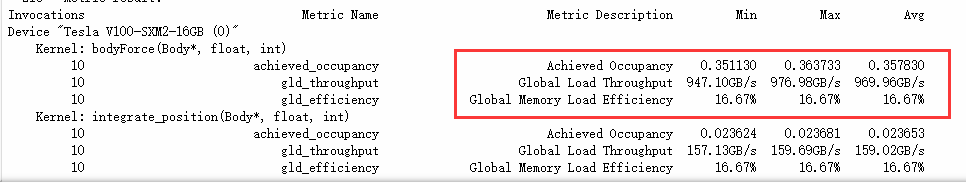 Invocations Metric Name Metric Description Min Max Avg
Device "Tesla V100-SXM2-16GB (0)"
Kernel: bodyForce(Body*, float, int)
10 achieved_occupancy Achieved Occupancy 0.351130 0.363733 0.357830
10 gld_throughput Global Load Throughput 947.10GB/s 976.98GB/s 969.96GB/s
10 gld_efficiency Global Memory Load Efficiency 16.67% 16.67% 16.67%
Kernel: integrate_position(Body*, float, int)
10 achieved_occupancy Achieved Occupancy 0.023624 0.023681 0.023653
10 gld_throughput Global Load Throughput 157.13GB/s 159.69GB/s 159.02GB/s
10 gld_efficiency Global Memory Load Efficiency 16.67% 16.67% 16.67%